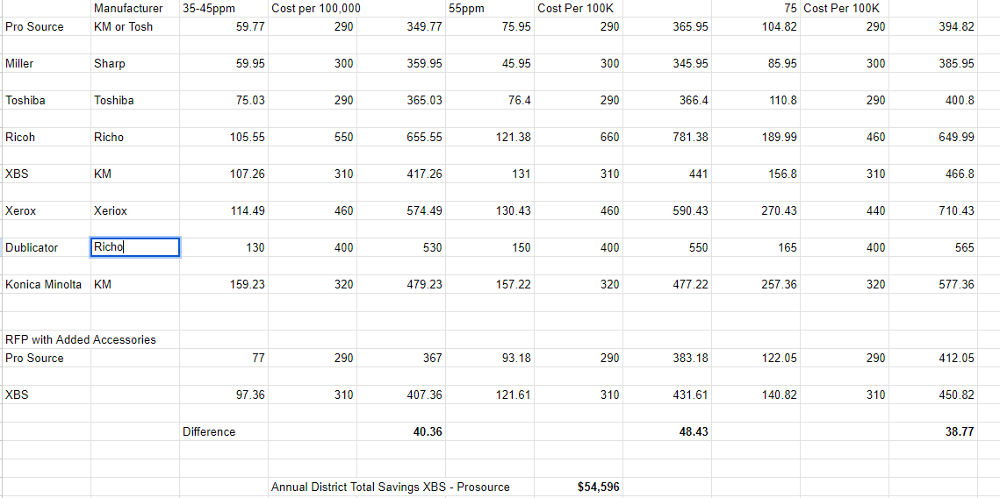 Manufacturer 35-45ppm Cost per 100,000 55ppm Cost Per 100K 75 Cost Per 100K
Pro Source KM or Tosh 59.77 290 349.77 75.95 290 365.95 104.82 290 394.82
Miller Sharp 59.95 300 359.95 45.95 300 345.95 85.95 300 385.95
Toshiba Toshiba 75.03 290 365.03 76.4 290 366.4 110.8 290 400.8
Ricoh Richo 105.55 550 655.55 121.38 660 781.38 189.99 460 649.99
XBS KM 107.26 310 417.26 131 310 441 156.8 310 466.8
Xerox Xeriox 114.49 460 574.49 130.43 460 590.43 270.43 440 710.43
Dublicator Richo 130 400 530 150 400 550 165 400 565
Konica Minolta KM 159.23 320 479.23 157.22 320 477.22 257.36 320 577.36
RFP with Added Accessories
Pro Source 77 290 367 93.18 290 383.18 122.05 290 412.05
XBS 97.36 310 407.36 121.61 310 431.61 140.82 310 450.82
Difference 40.36 48.43 38.77
Annual District Total Savings XBS - Prosource $54,596